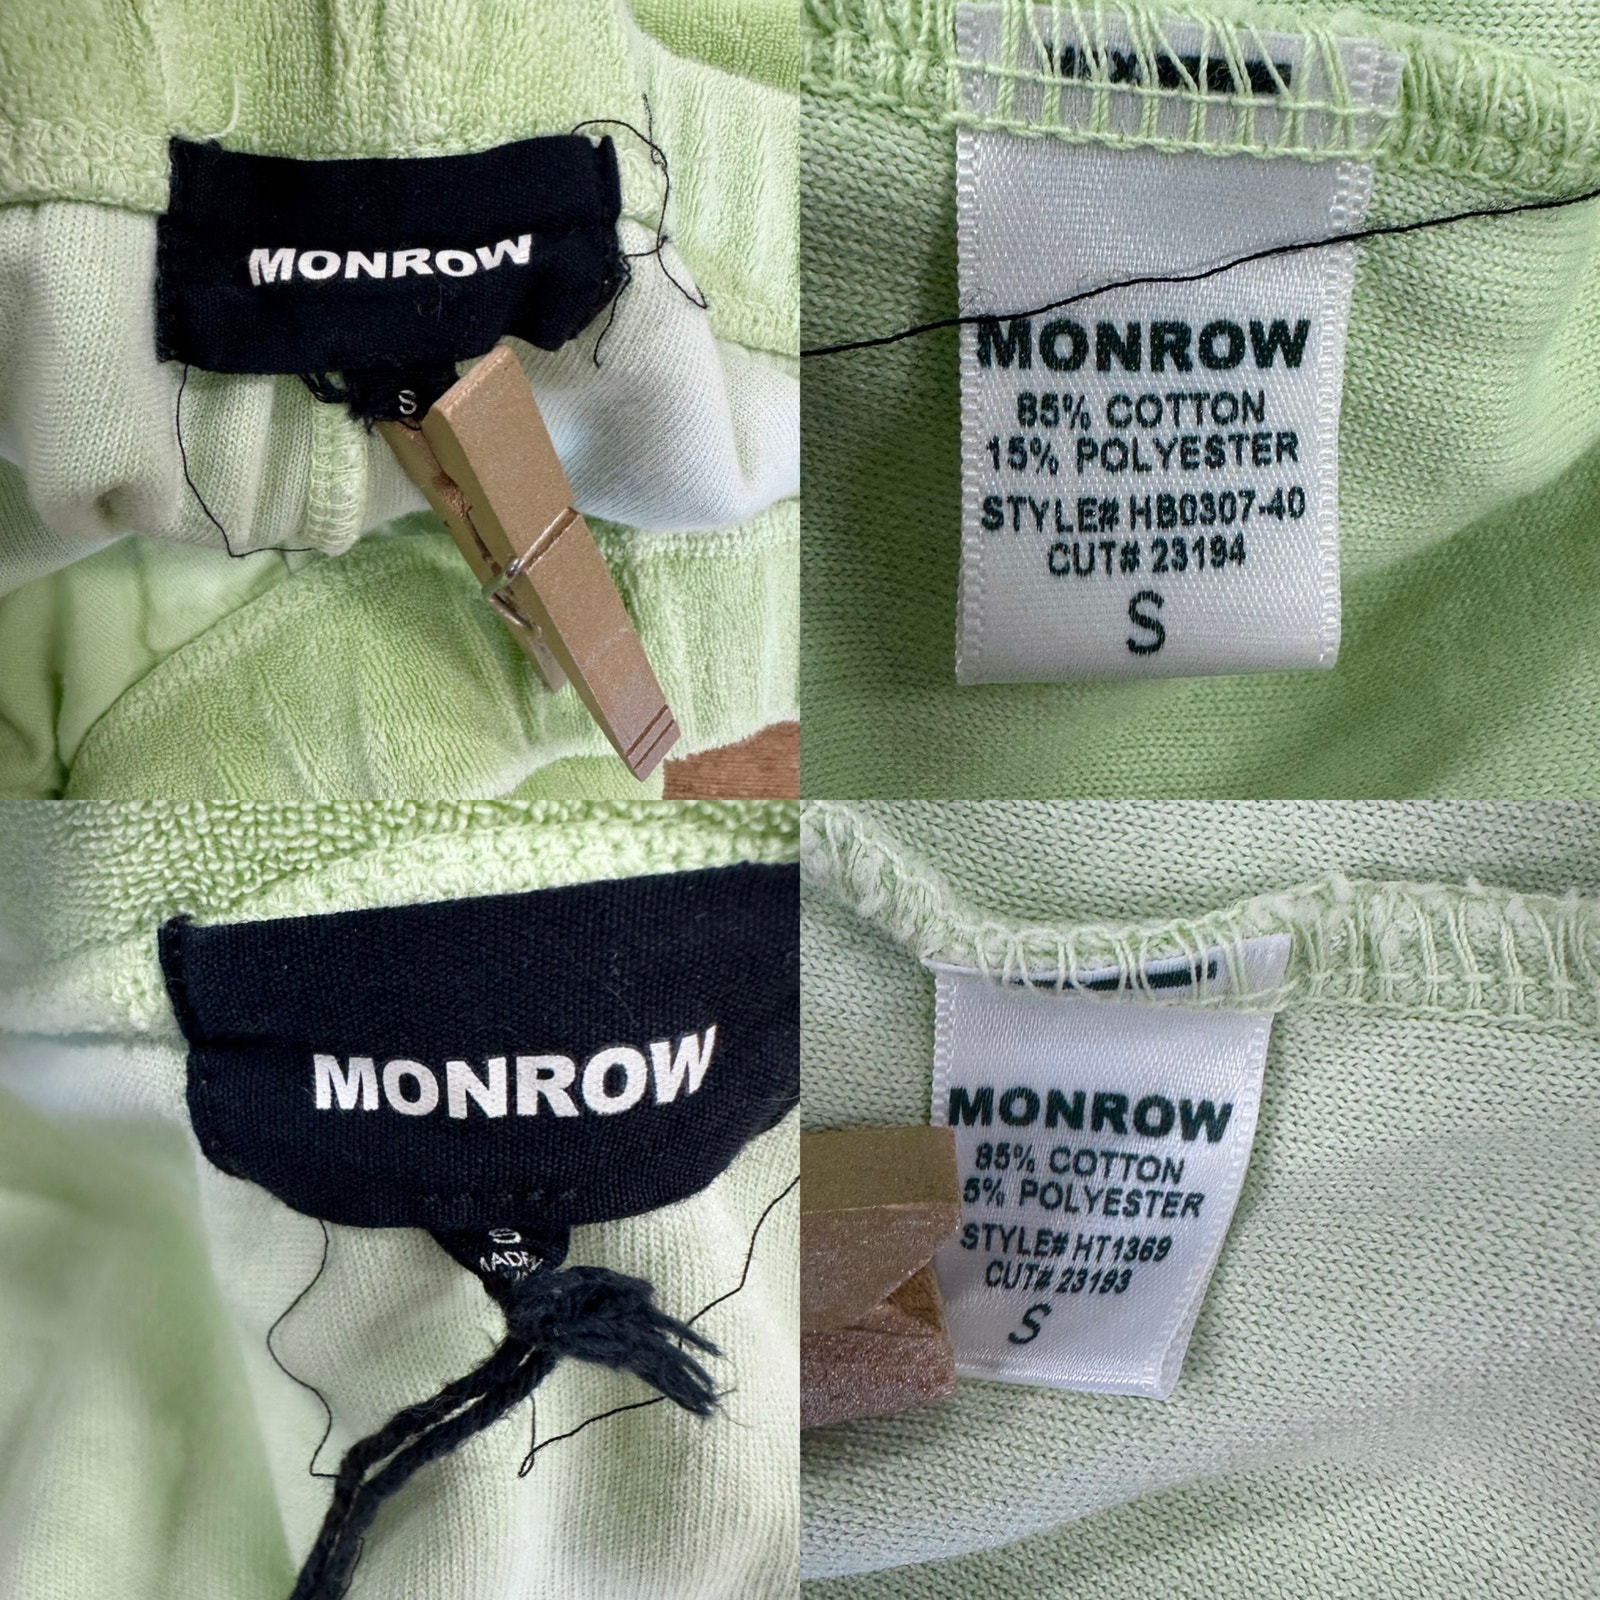 MONROW
S
MONROW
85% COTTON
15% POLYESTER
STYLE# HB0307-40
CUT# 23194
S
MONROW
S
MADE
MONROW
85% COTTON
5% POLYESTER
STYLE# HT1369
CUT# 23193
S